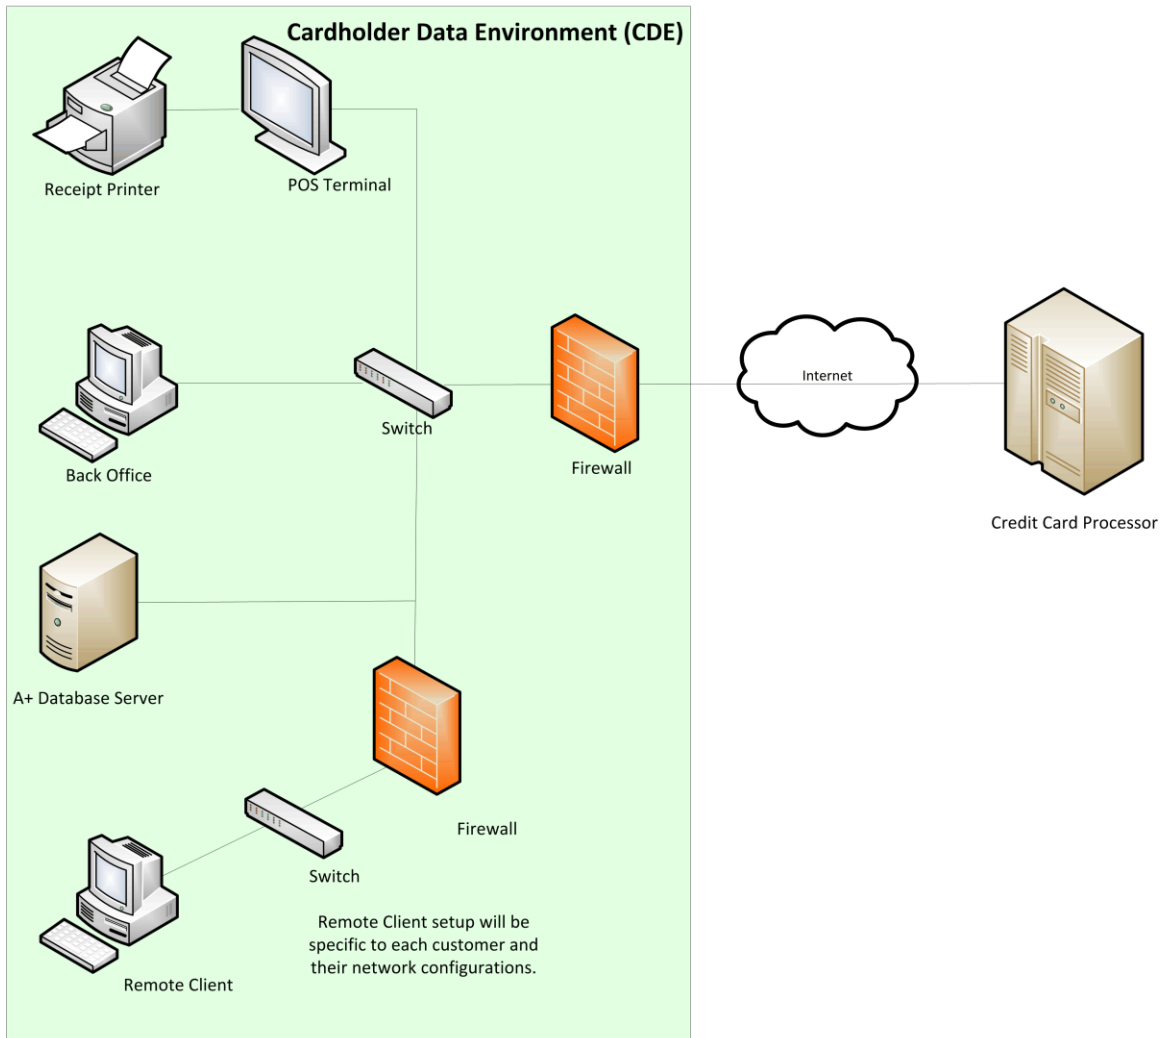 Cardholder Data Environment (CDE)
Receipt Printer
POS Terminal
Internet
Switch
Back Office
Firewall
Credit Card Processor
A+ Database Server
Firewall
Switch
Remote Client setup will be
specific to each customer and
their network configurations.
Remote Client